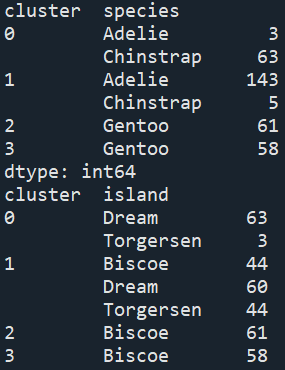 cluster  species
0        Adelie         3
         Chinstrap     63
1        Adelie       143
         Chinstrap      5
2        Gentoo        61
3        Gentoo        58
dtype: int64
cluster  island
0        Dream        63
         Torgersen     3
1        Biscoe       44
         Dream        60
         Torgersen    44
2        Biscoe       61
3        Biscoe       58